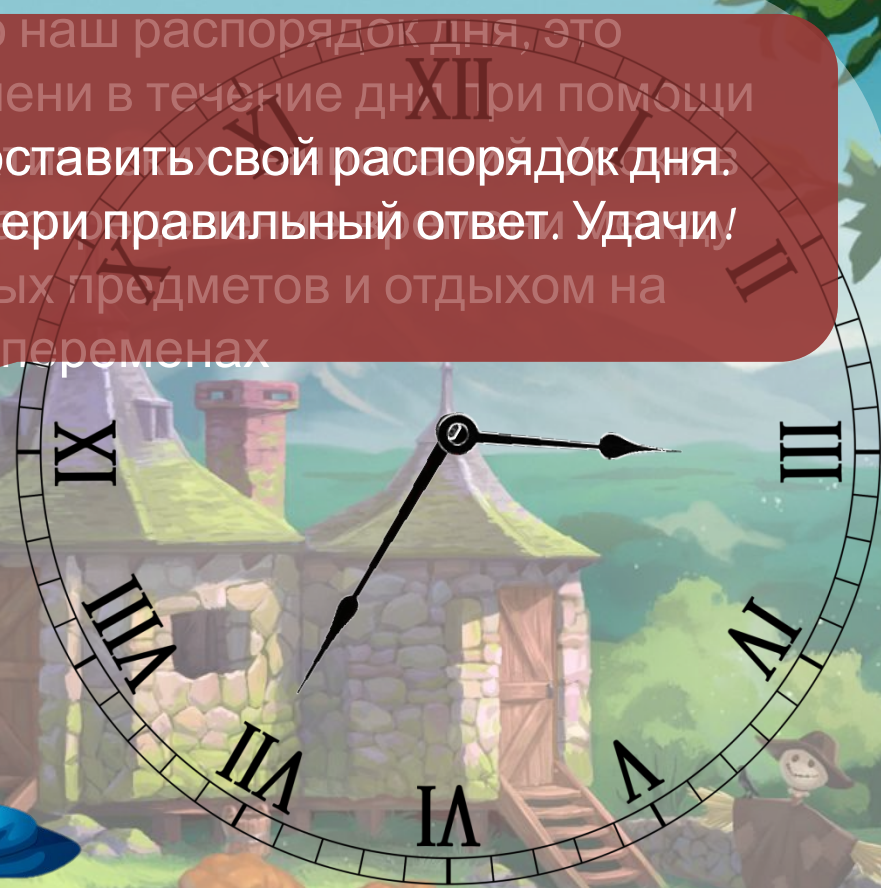 наш распорядок дня, это
ени в течение дня при помощи
оставить свой распорядок дня.
ери правильный ответ. Удачи!
ых предметов и отдыхом на
переменах
XII
XI
I
X
II
IX
III
VIII
IV
VII
V
VI